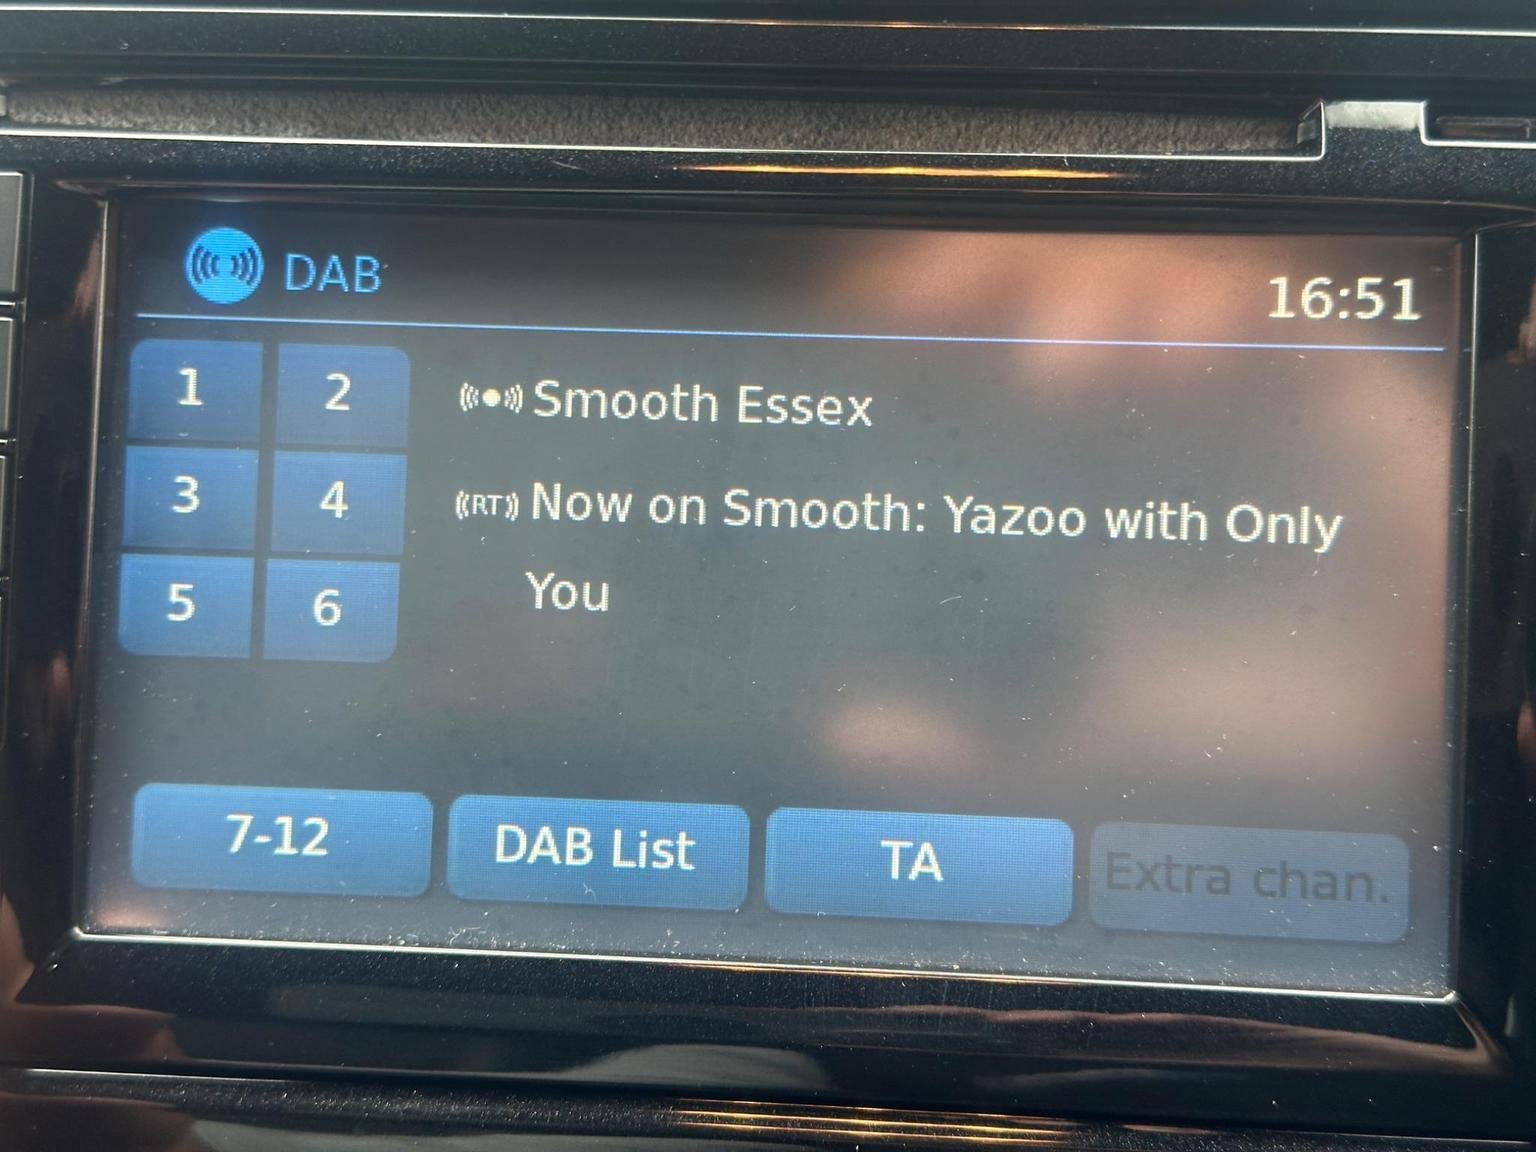 DAB
16:51
1 2
Smooth Essex
3 4
RT Now on Smooth: Yazoo with Only
You
5 6
7-12 DAB List TA Extra chan.